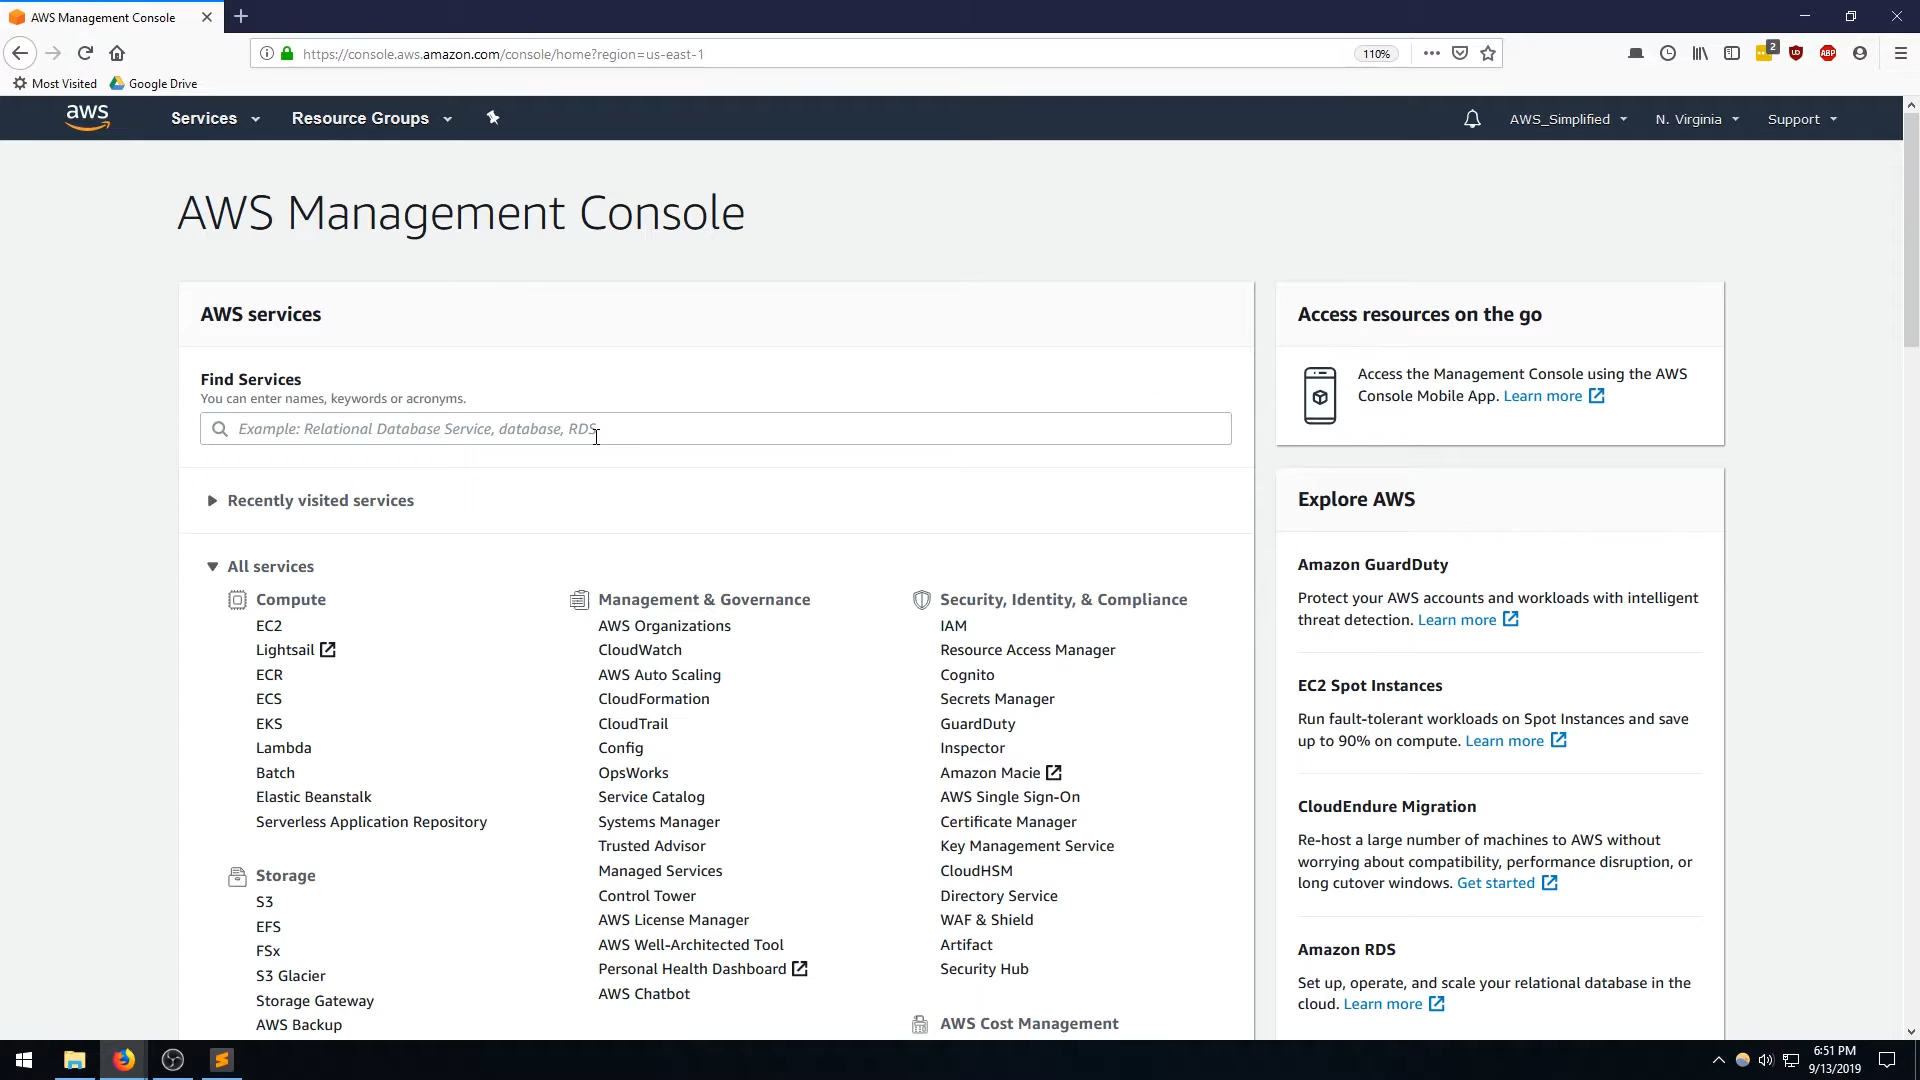 AWS Management Console
https://console.aws.amazon.com/console/home?region=us-east-1
110%
2
ABP
Most Visited
Google Drive
aws
Services
Resource Groups
AWS_Simplified
N. Virginia
Support
AWS Management Console
AWS services
Find Services
You can enter names, keywords or acronyms.
Example: Relational Database Service, database, RDS
Recently visited services
All services
Compute
EC2
Lightsail
ECR
ECS
EKS
Lambda
Batch
Elastic Beanstalk
Serverless Application Repository
Storage
S3
EFS
FSx
S3 Glacier
Storage Gateway
AWS Backup
Management & Governance
AWS Organizations
CloudWatch
AWS Auto Scaling
CloudFormation
CloudTrail
Config
OpsWorks
Service Catalog
Systems Manager
Trusted Advisor
Managed Services
Control Tower
AWS License Manager
AWS Well-Architected Tool
Personal Health Dashboard
AWS Chatbot
Security, Identity, & Compliance
IAM
Resource Access Manager
Cognito
Secrets Manager
GuardDuty
Inspector
Amazon Macie
AWS Single Sign-On
Certificate Manager
Key Management Service
CloudHSM
Directory Service
WAF & Shield
Artifact
Security Hub
AWS Cost Management
Access resources on the go
Access the Management Console using the AWS
Console Mobile App. Learn more
Explore AWS
Amazon GuardDuty
Protect your AWS accounts and workloads with intelligent
threat detection. Learn more
EC2 Spot Instances
Run fault-tolerant workloads on Spot Instances and save
up to 90% on compute. Learn more
CloudEndure Migration
Re-host a large number of machines to AWS without
worrying about compatibility, performance disruption, or
long cutover windows. Get started
Amazon RDS
Set up, operate, and scale your relational database in the
cloud. Learn more
6:51 PM
9/13/2019